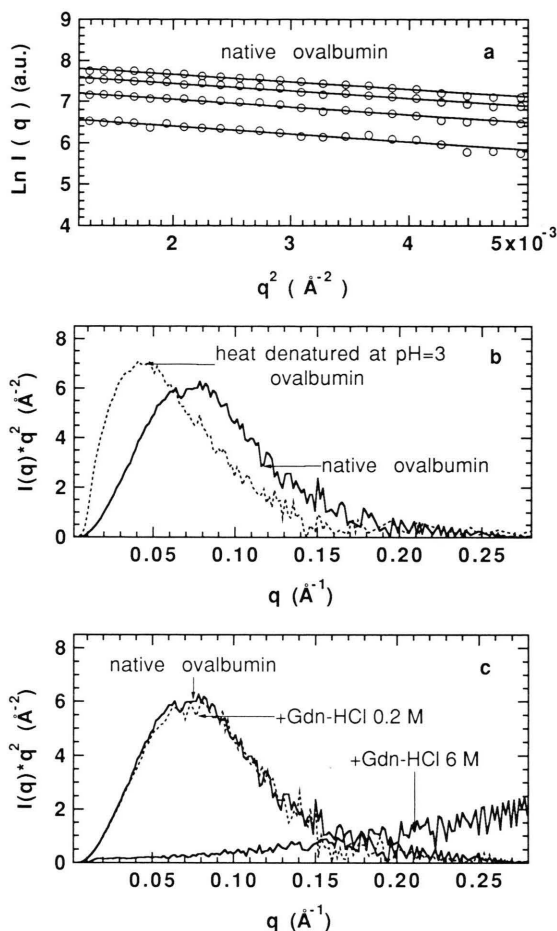 native ovalbumin
a
Ln I ( q ) (a.u.)
9
8
7
6
5
4
2
3
4
5x10⁻³
q² ( Å⁻²)
heat denatured at pH=3
ovalbumin
b
native ovalbumin
I(q)*q² (Å⁻²)
8
6
4
2
0
0.05
0.10
0.15
0.20
0.25
q (Å⁻¹)
native ovalbumin
c
+Gdn-HCl 0.2 M
+Gdn-HCl 6 M
I(q)*q² (Å⁻²)
8
6
4
2
0
0.05
0.10
0.15
0.20
0.25
q (Å⁻¹)